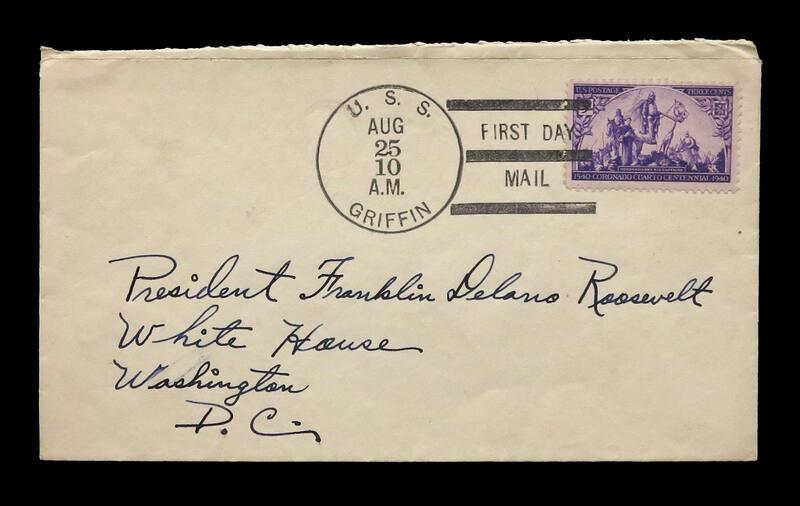 U. S. S.
AUG
25
10
A.M.
GRIFFIN
FIRST DAY
MAIL
U.S. POSTAGE THREE CENTS
1540 · CORONADO CUARTO CENTENNIAL · 1940
President Franklin Delano Roosevelt
White House
Washington
D. C.